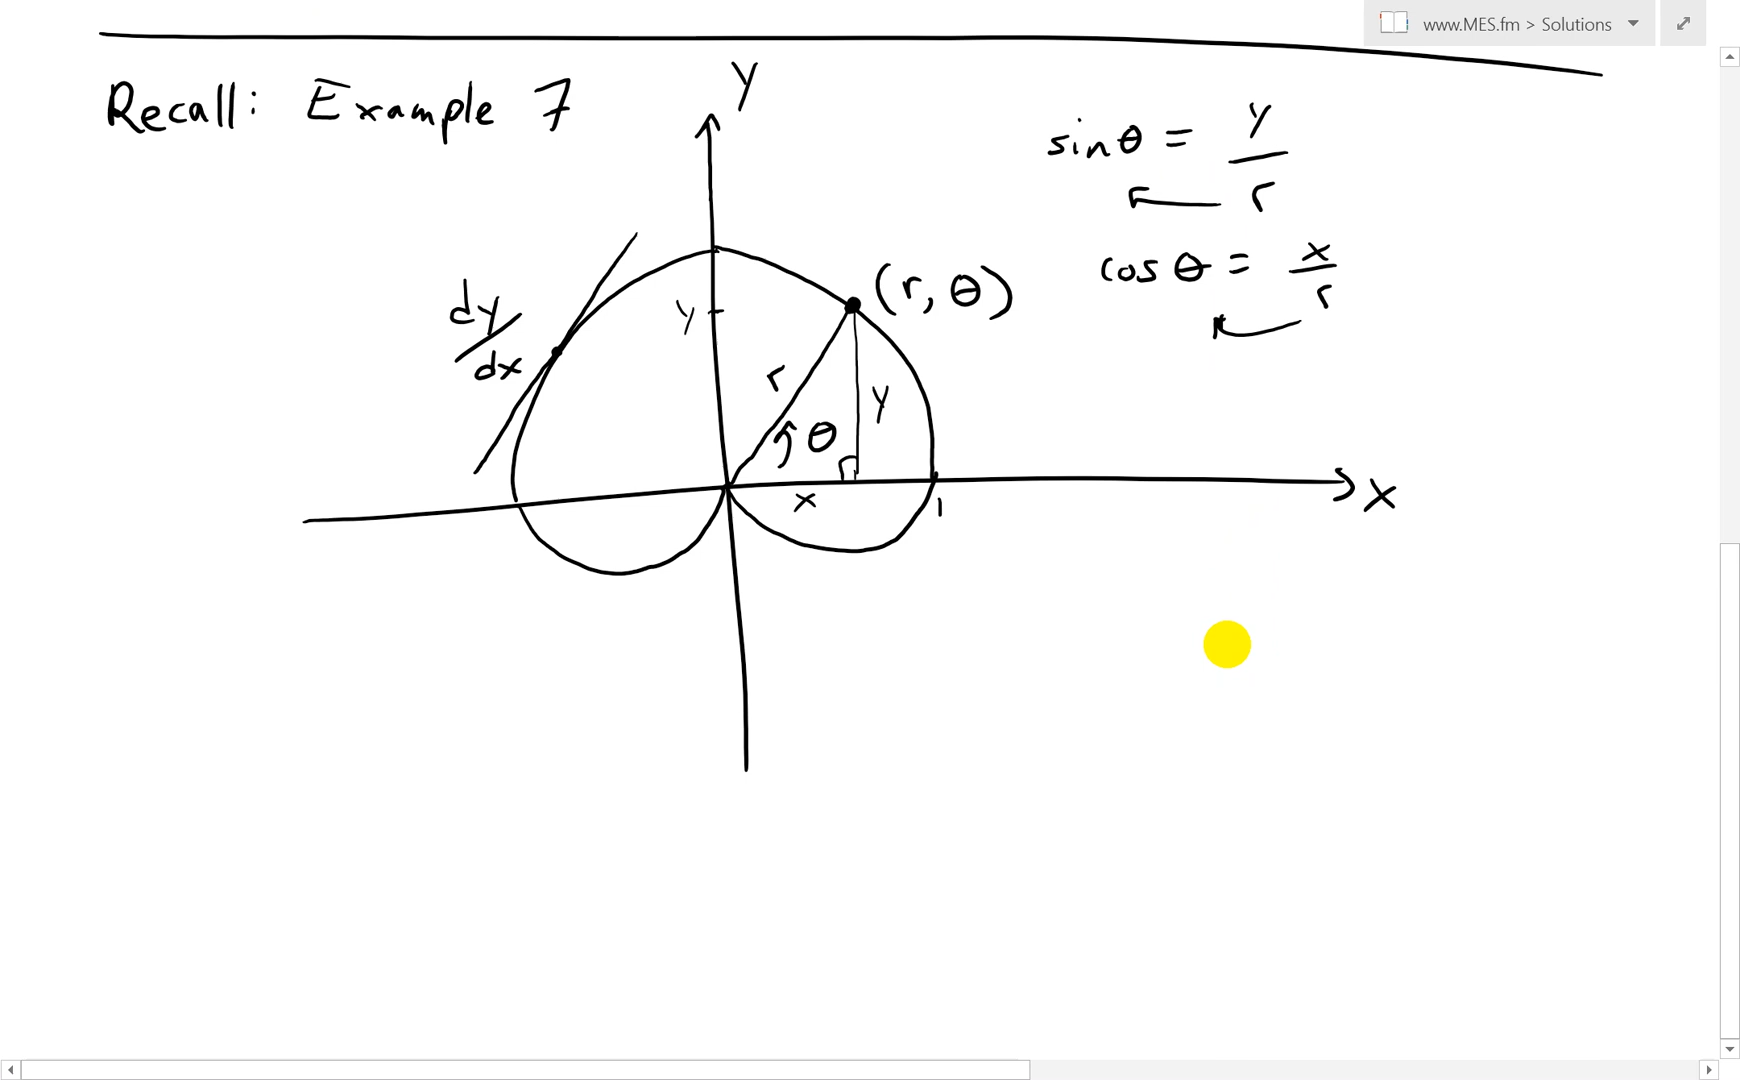 www.MES.fm > Solutions
Recall: Example 7
y
sinθ = y/r
cosθ = x/r
(r, θ)
dy/dx
y
r
y
θ
x
1
x